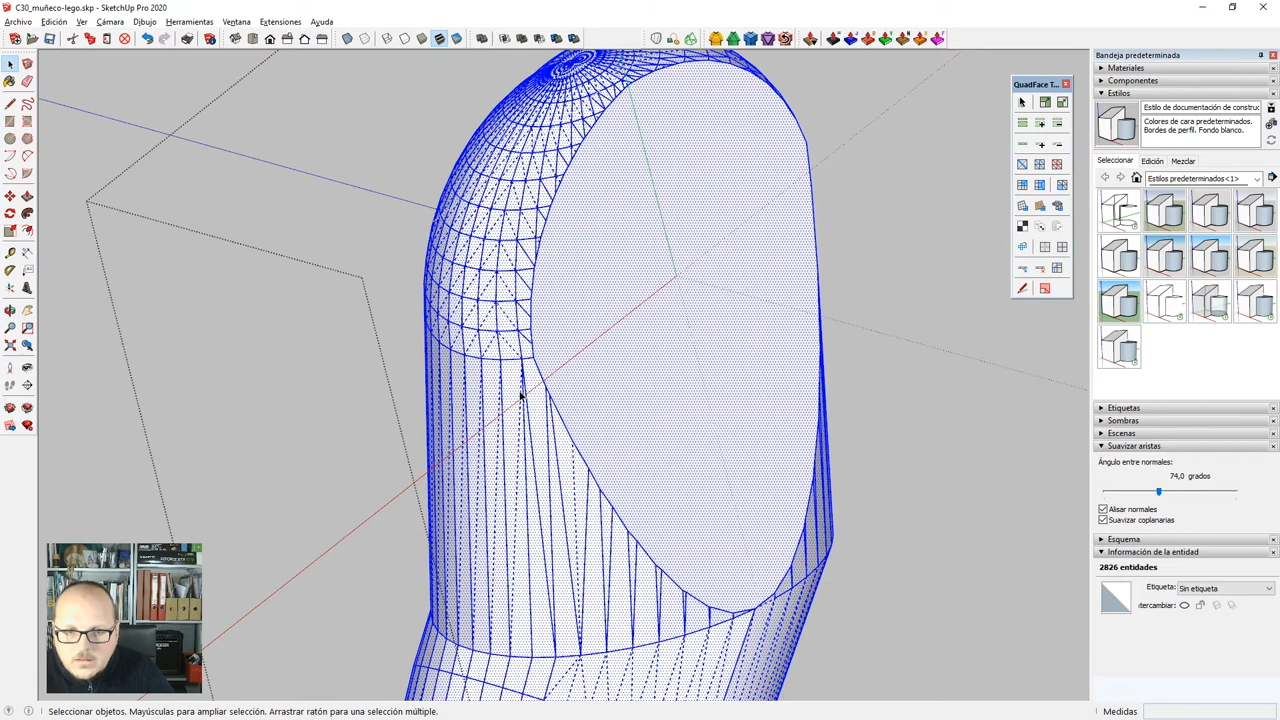 C30_muñeco-lego.skp - SketchUp Pro 2020
Archivo Edición Ver Cámara Dibujo Herramientas Ventana Extensiones Ayuda
Bandeja predeterminada
Materiales
Componentes
Estilos
Estilo de documentación de construc
Colores de cara predeterminados.
Bordes de perfil. Fondo blanco.
Seleccionar Edición Mezclar
Estilos predeterminados<1>
QuadFace T...
Etiquetas
Sombras
Escenas
Suavizar aristas
Ángulo entre normales:
74,0 grados
Alisar normales
Suavizar coplanarias
Esquema
Información de la entidad
2826 entidades
Etiqueta: Sin etiqueta
intercambiar:
Seleccionar objetos. Mayúsculas para ampliar selección. Arrastrar ratón para una selección múltiple.
Medidas